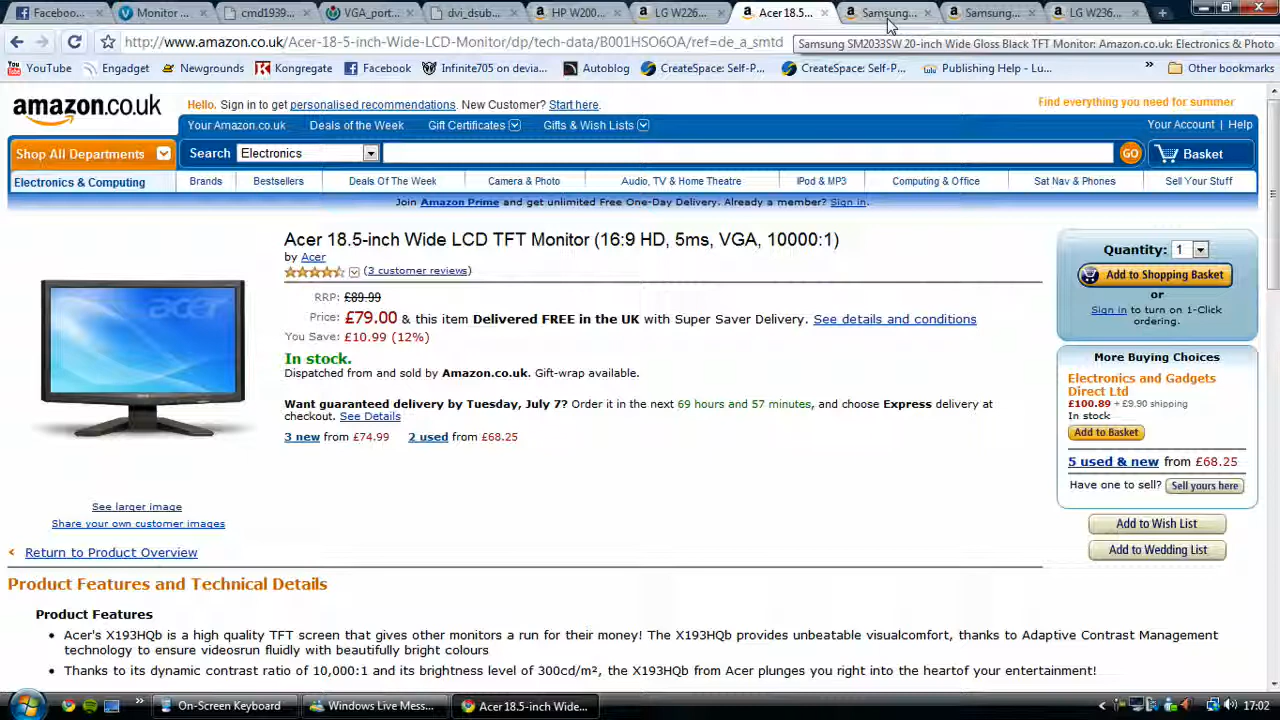 Facebook... Monitor ... cmd1939... VGA_port... dvi_dsub... HP W200... LG W226... Acer 18.5... Samsung... Samsung... LG W236...
www.amazon.co.uk/Acer-18-5-inch-Wide-LCD-Monitor/dp/tech-data/B001HSO6OA/ref=de_a_smtd
Samsung SM2033SW 20-inch Wide Gloss Black TFT Monitor: Amazon.co.uk: Electronics & Photo
YouTube Engadget Newgrounds Kongregate Facebook Infinite705 on devia... Autoblog CreateSpace: Self-P... CreateSpace: Self-P... Publishing Help - Lu... » Other bookmarks
amazon.co.uk
Hello. Sign in to get personalised recommendations. New Customer? Start here.
Find everything you need for summer
Your Amazon.co.uk Deals of the Week Gift Certificates Gifts & Wish Lists Your Account | Help
Shop All Departments Search Electronics GO Basket
Electronics & Computing Brands Bestsellers Deals Of The Week Camera & Photo Audio, TV & Home Theatre iPod & MP3 Computing & Office Sat Nav & Phones Sell Your Stuff
Join Amazon Prime and get unlimited Free One-Day Delivery. Already a member? Sign in.
Acer 18.5-inch Wide LCD TFT Monitor (16:9 HD, 5ms, VGA, 10000:1)
by Acer
(3 customer reviews)
RRP: £89.99
Price: £79.00 & this item Delivered FREE in the UK with Super Saver Delivery. See details and conditions
You Save: £10.99 (12%)
In stock.
Dispatched from and sold by Amazon.co.uk. Gift-wrap available.
Want guaranteed delivery by Tuesday, July 7? Order it in the next 69 hours and 57 minutes, and choose Express delivery at
checkout. See Details
3 new from £74.99 2 used from £68.25
acer
See larger image
Share your own customer images
Quantity: 1
Add to Shopping Basket
or
Sign in to turn on 1-Click
ordering.
More Buying Choices
Electronics and Gadgets
Direct Ltd
£100.89 + £9.90 shipping
In stock
Add to Basket
5 used & new from £68.25
Have one to sell? Sell yours here
Add to Wish List
Add to Wedding List
Return to Product Overview
Product Features and Technical Details
Product Features
• Acer's X193HQb is a high quality TFT screen that gives other monitors a run for their money! The X193HQb provides unbeatable visualcomfort, thanks to Adaptive Contrast Management
technology to ensure videosrun fluidly with beautifully bright colours
• Thanks to its dynamic contrast ratio of 10,000:1 and its brightness level of 300cd/m², the X193HQb from Acer plunges you right into the heartof your entertainment!
» On-Screen Keyboard Windows Live Mess... Acer 18.5-inch Wide... 17:02